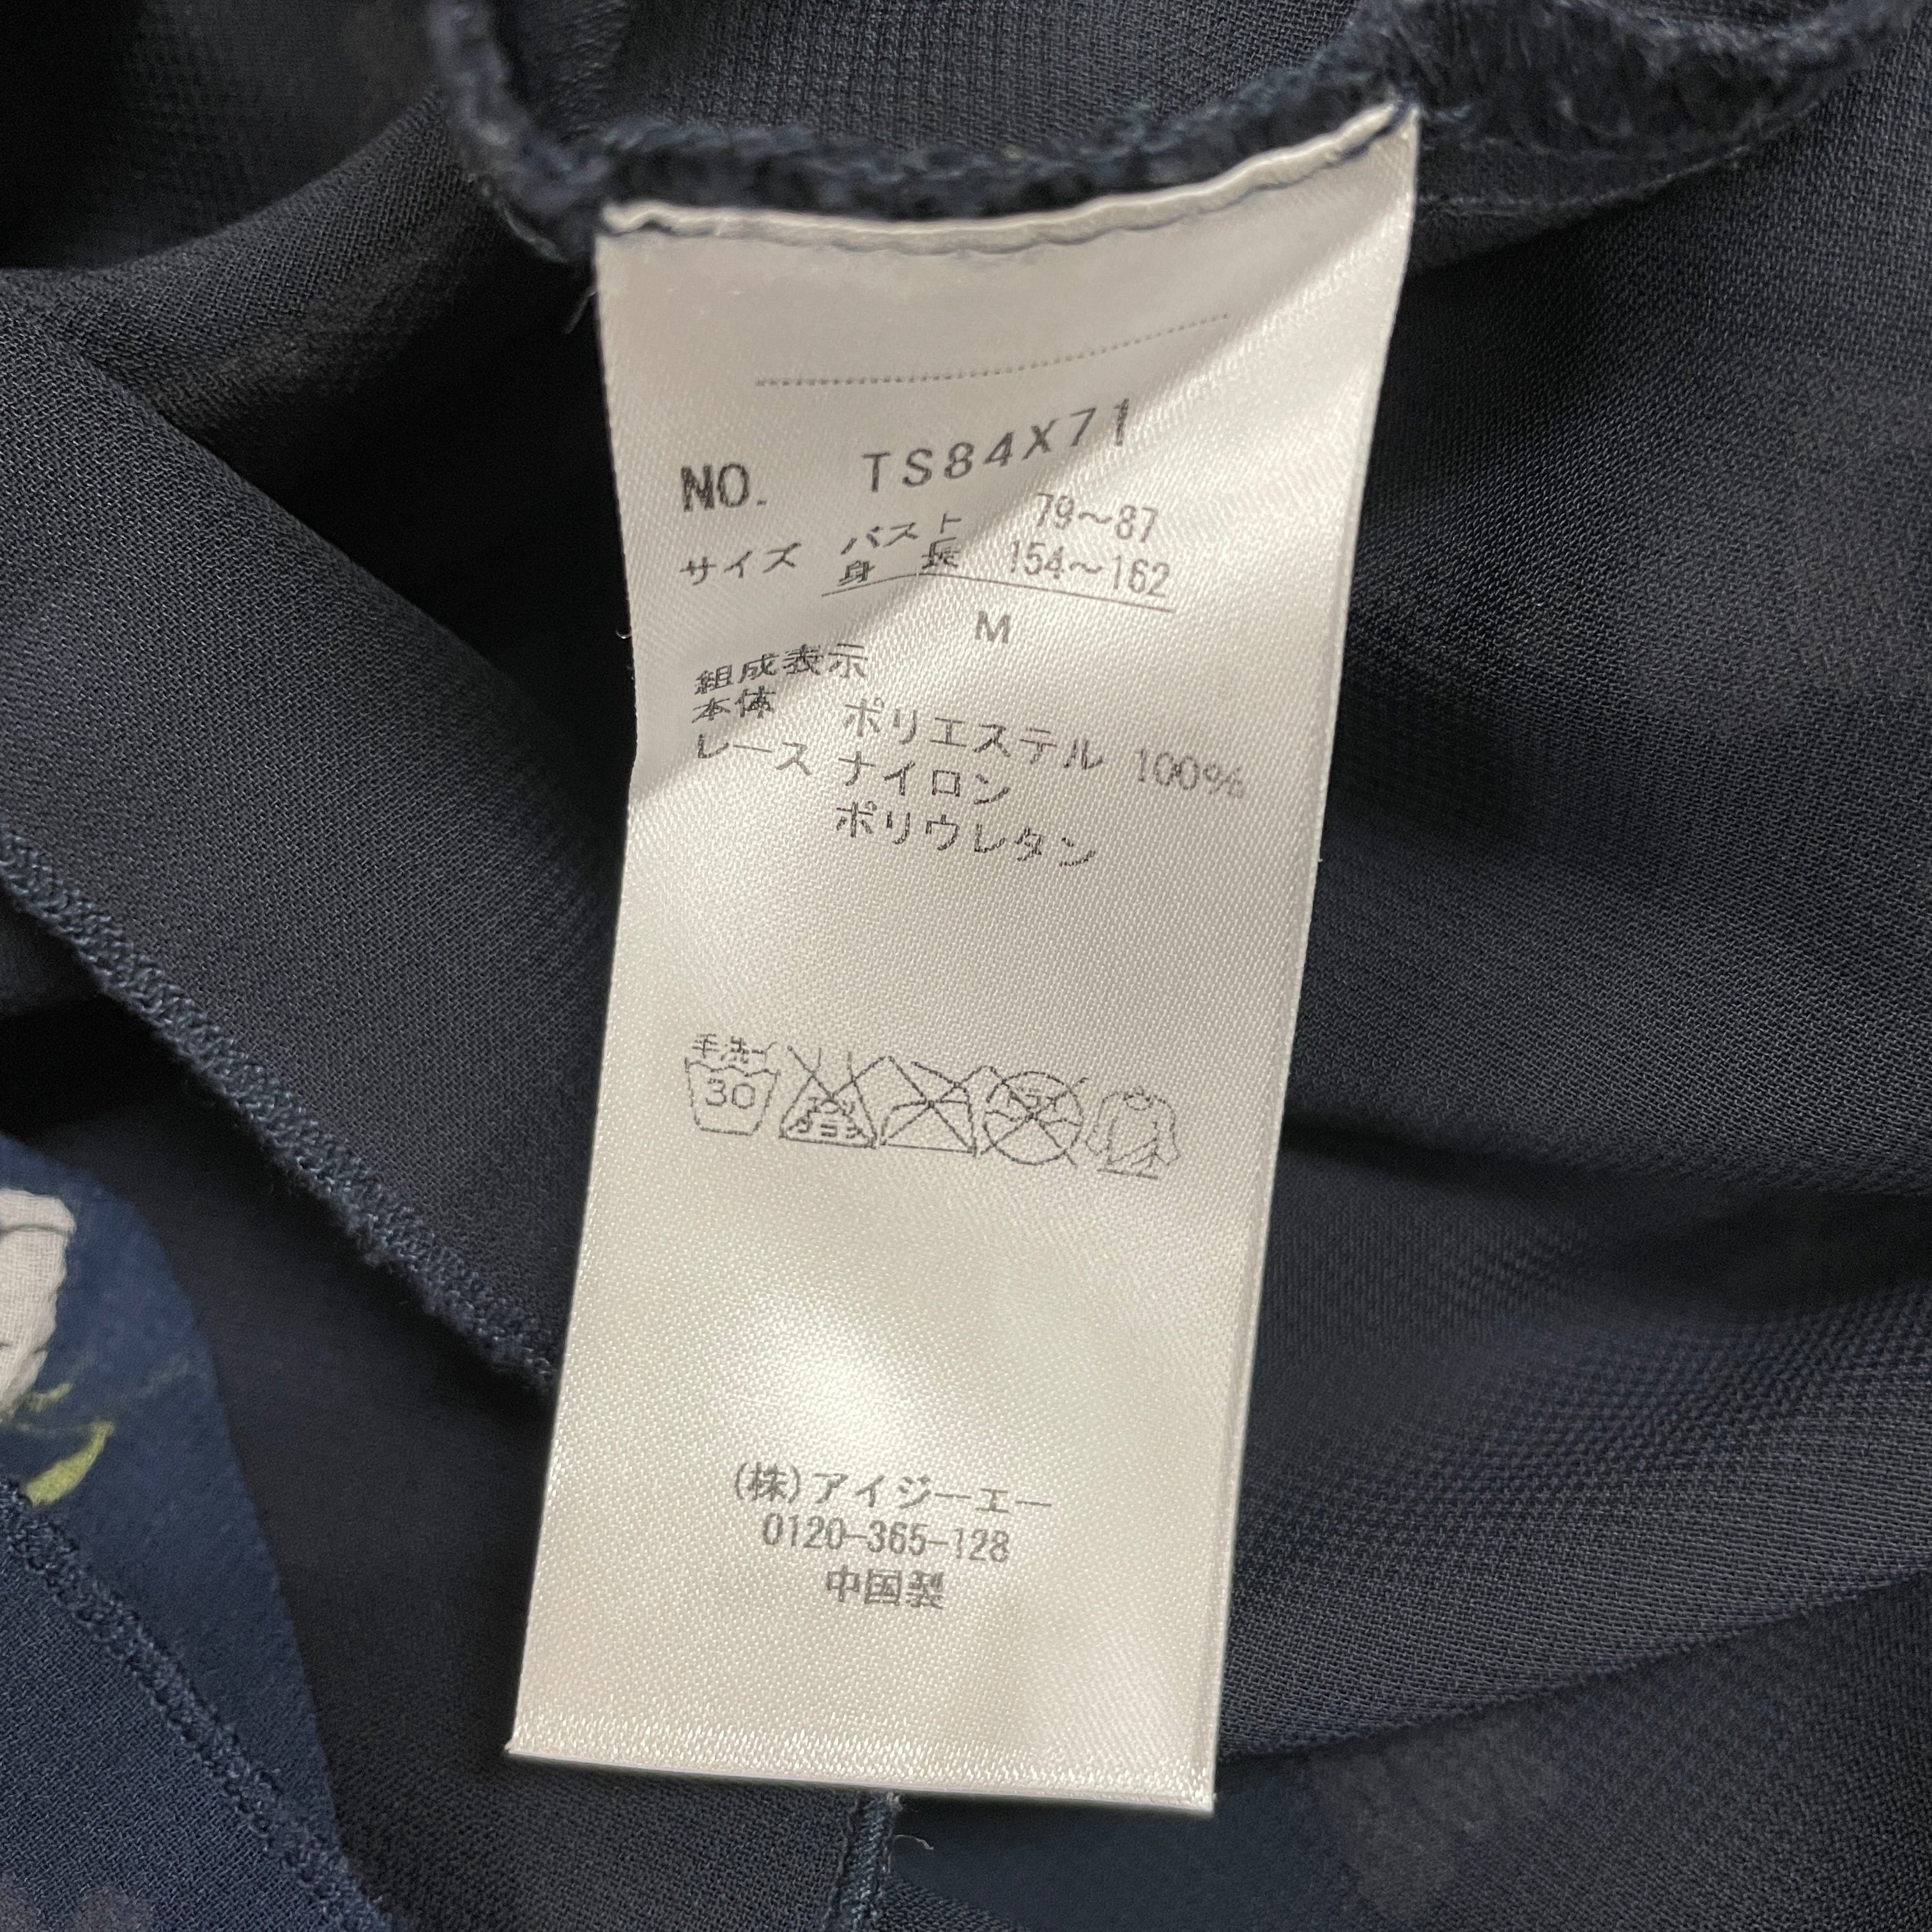 NO. TS84X71
サイズ バスト 79〜87
身長 154〜162
M
組成表示
本体 ポリエステル 100%
レース ナイロン
ポリウレタン
手洗イ
30
(株)アイジーエー
0120-365-128
中国製